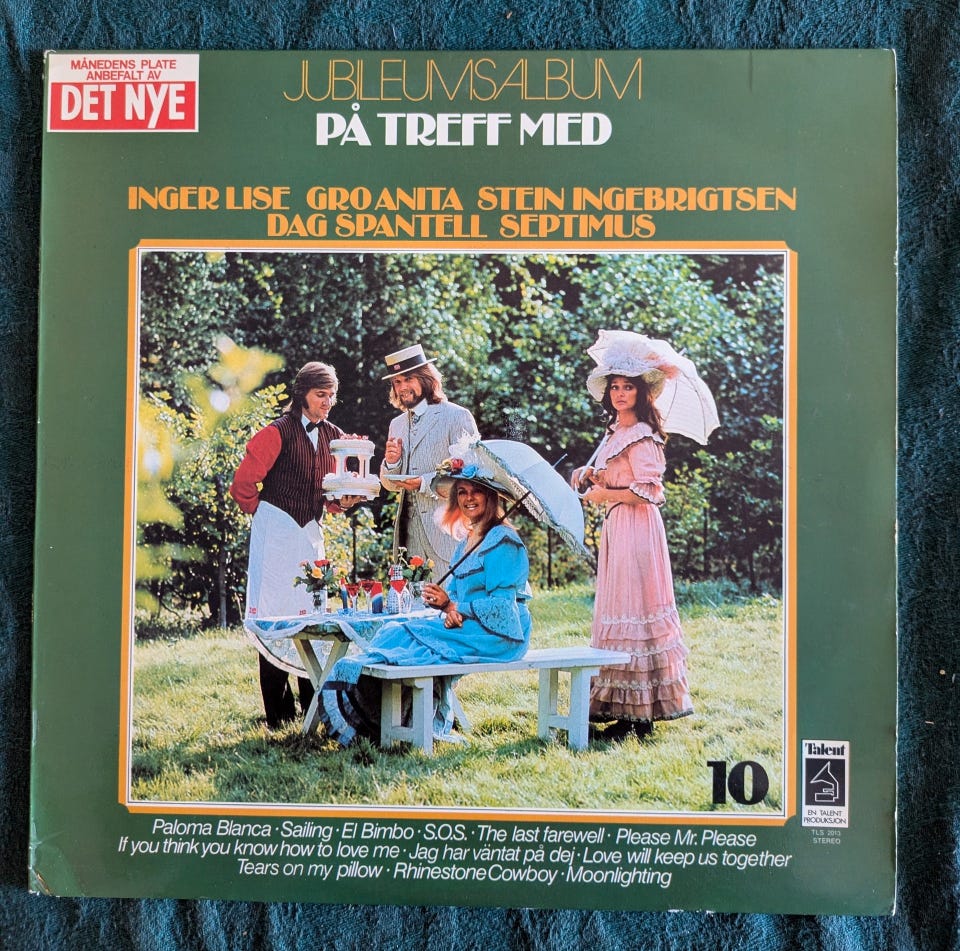 MÅNEDENS PLATE
ANBEFALT AV
DET NYE
JUBILEUMSALBUM
PÅ TREFF MED
INGER LISE GRO ANITA STEIN INGEBRIGTSEN
DAG SPANTELL SEPTIMUS
10
Talent
EN TALENT
PRODUKSJON
TLS 2013
STEREO
Paloma Blanca · Sailing · El Bimbo · S.O.S. · The last farewell · Please Mr. Please
If you think you know how to love me · Jag har väntat på dej · Love will keep us together
Tears on my pillow · Rhinestone Cowboy · Moonlighting